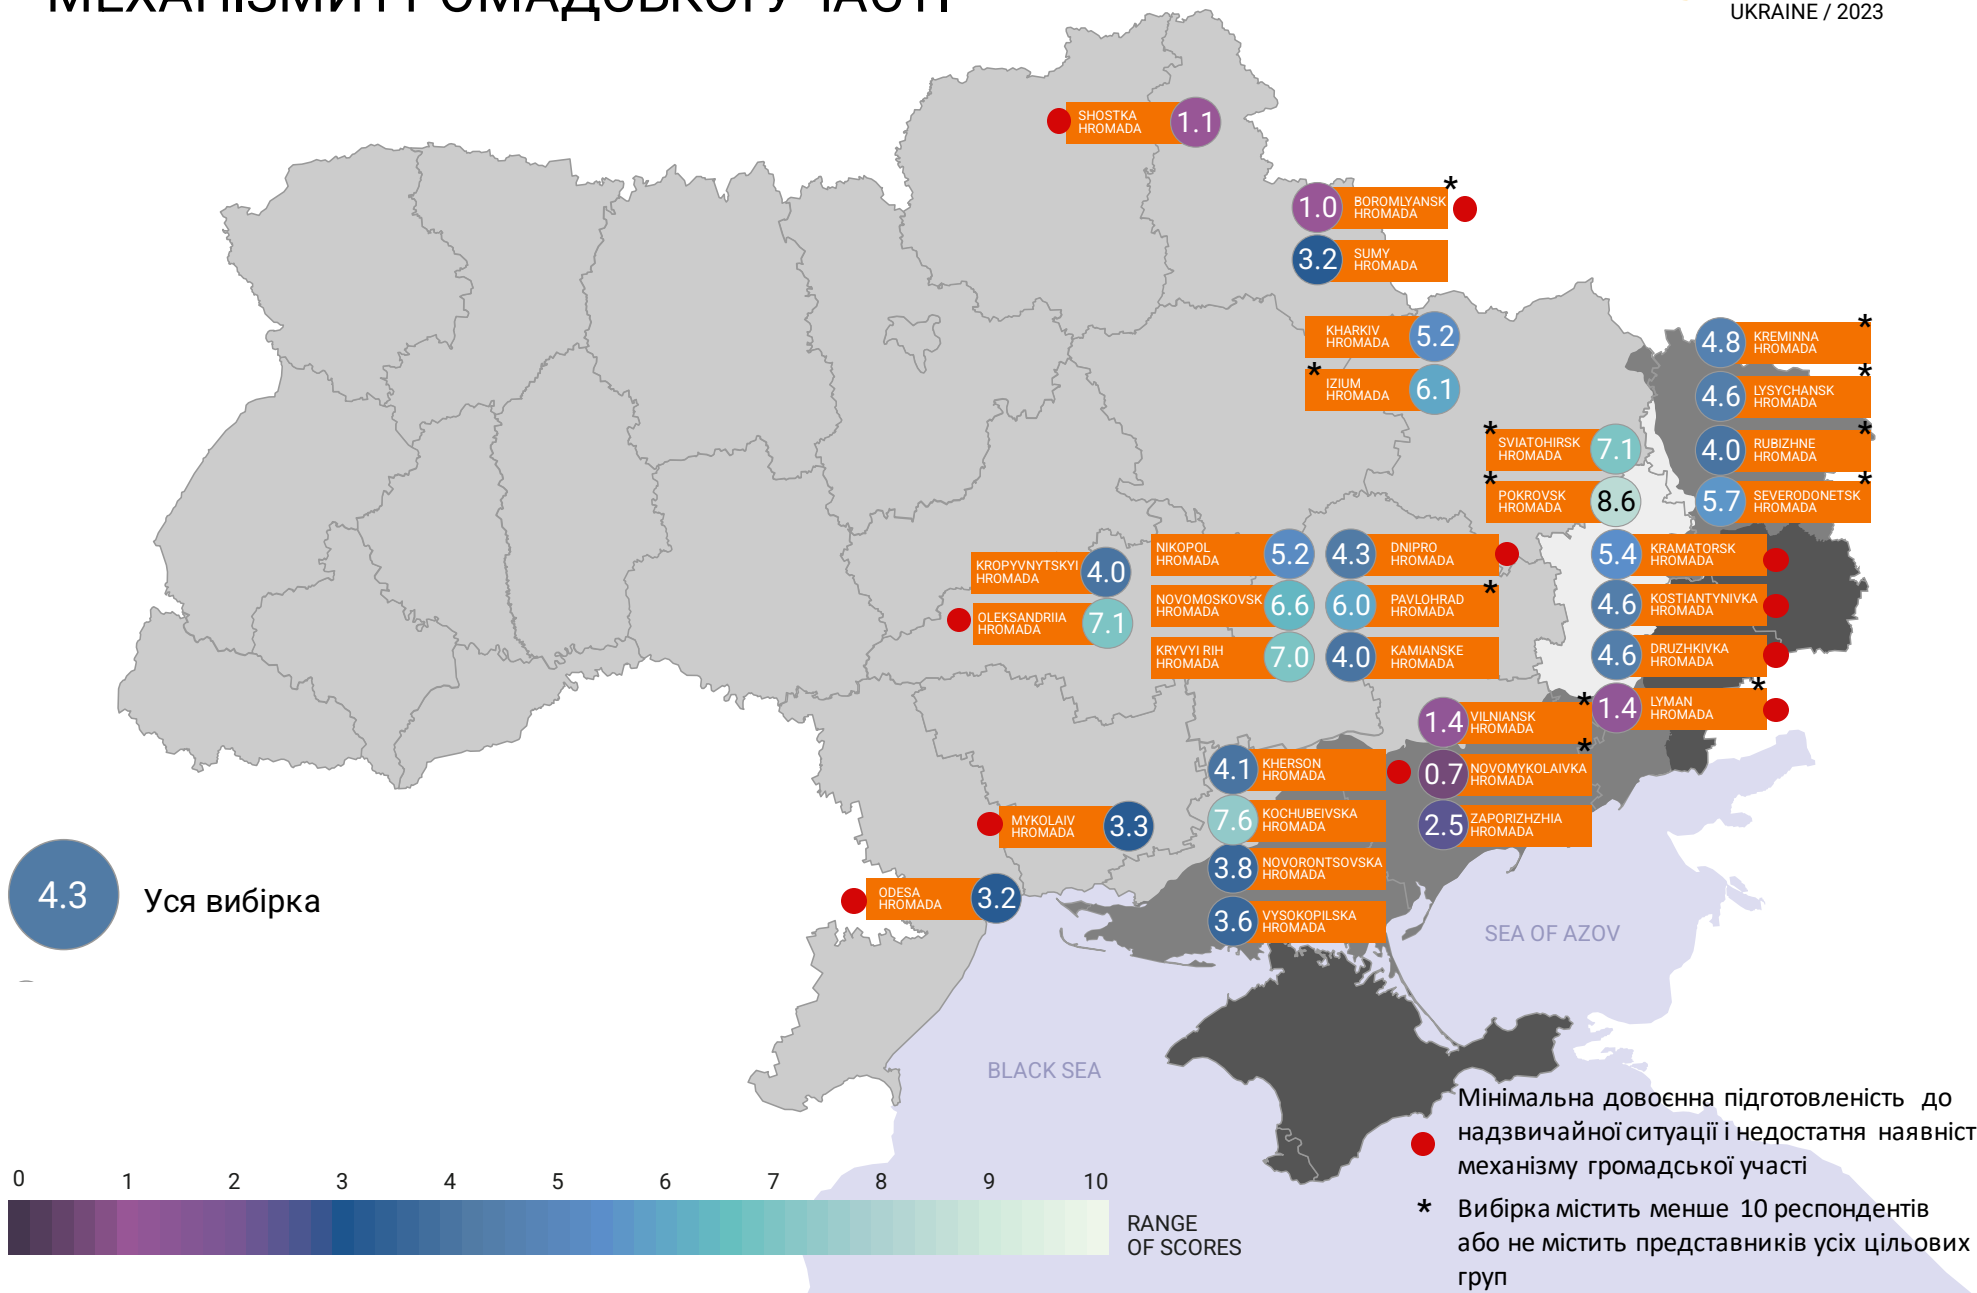 МЕХАНІЗМИ ГРОМАДСЬКОГУ ЧАСТІ
UKRAINE / 2023
SHOSTKA
HROMADA
1.1
*
1.0
BOROMLYANSK
HROMADA
3.2
SUMY
HROMADA
KHARKIV
HROMADA
5.2
*
IZIUM
HROMADA
6.1
*
4.8
KREMINNA
HROMADA
*
4.6
LYSYCHANSK
HROMADA
*
4.0
RUBIZHNE
HROMADA
*
5.7
SEVERODONETSK
HROMADA
*
SVIATOHIRSK
HROMADA
7.1
*
POKROVSK
HROMADA
8.6
KROPYVNYTSKYI
HROMADA
4.0
OLEKSANDRIIA
HROMADA
7.1
NIKOPOL
HROMADA
5.2
NOVOMOSKOVSK
HROMADA
6.6
KRYVYI RIH
HROMADA
7.0
4.3
DNIPRO
HROMADA
*
6.0
PAVLOHRAD
HROMADA
4.0
KAMIANSKE
HROMADA
5.4
KRAMATORSK
HROMADA
4.6
KOSTIANTYNIVKA
HROMADA
4.6
DRUZHKIVKA
HROMADA
*
1.4
LYMAN
HROMADA
*
1.4
VILNIANSK
HROMADA
*
0.7
NOVOMYKOLAIVKA
HROMADA
2.5
ZAPORIZHZHIA
HROMADA
4.1
KHERSON
HROMADA
7.6
KOCHUBEIVSKA
HROMADA
3.8
NOVORONTSOVSKA
HROMADA
3.6
VYSOKOPILSKA
HROMADA
MYKOLAIV
HROMADA
3.3
ODESA
HROMADA
3.2
4.3
Уся вибірка
SEA OF AZOV
BLACK SEA
Мінімальна довоєнна підготовленість до
надзвичайної ситуації і недостатня наявніст
механізму громадської участі
* Вибірка містить менше 10 респондентів
або не містить представників усіх цільових
груп
0 1 2 3 4 5 6 7 8 9 10
RANGE
OF SCORES